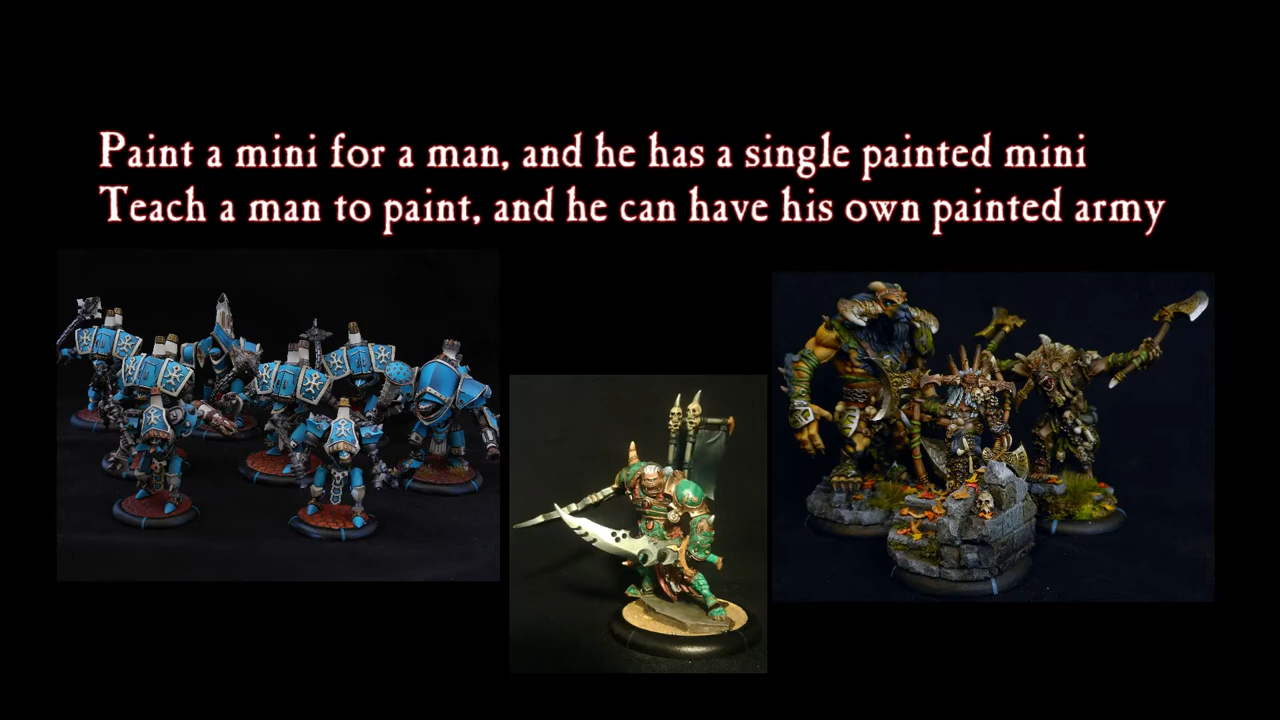 Paint a mini for a man, and he has a single painted mini
Teach a man to paint, and he can have his own painted army